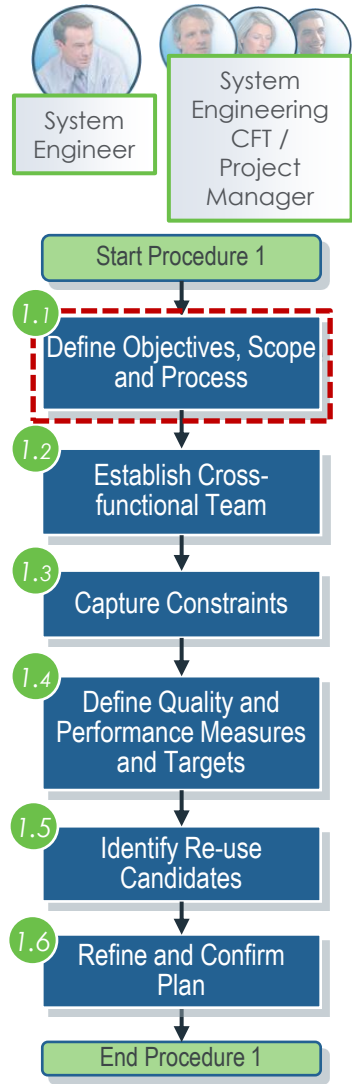 System
Engineer
System
Engineering
CFT /
Project
Manager
Start Procedure 1
1.1
Define Objectives, Scope
and Process
1.2
Establish Cross-
functional Team
1.3
Capture Constraints
1.4
Define Quality and
Performance Measures
and Targets
1.5
Identify Re-use
Candidates
1.6
Refine and Confirm
Plan
End Procedure 1